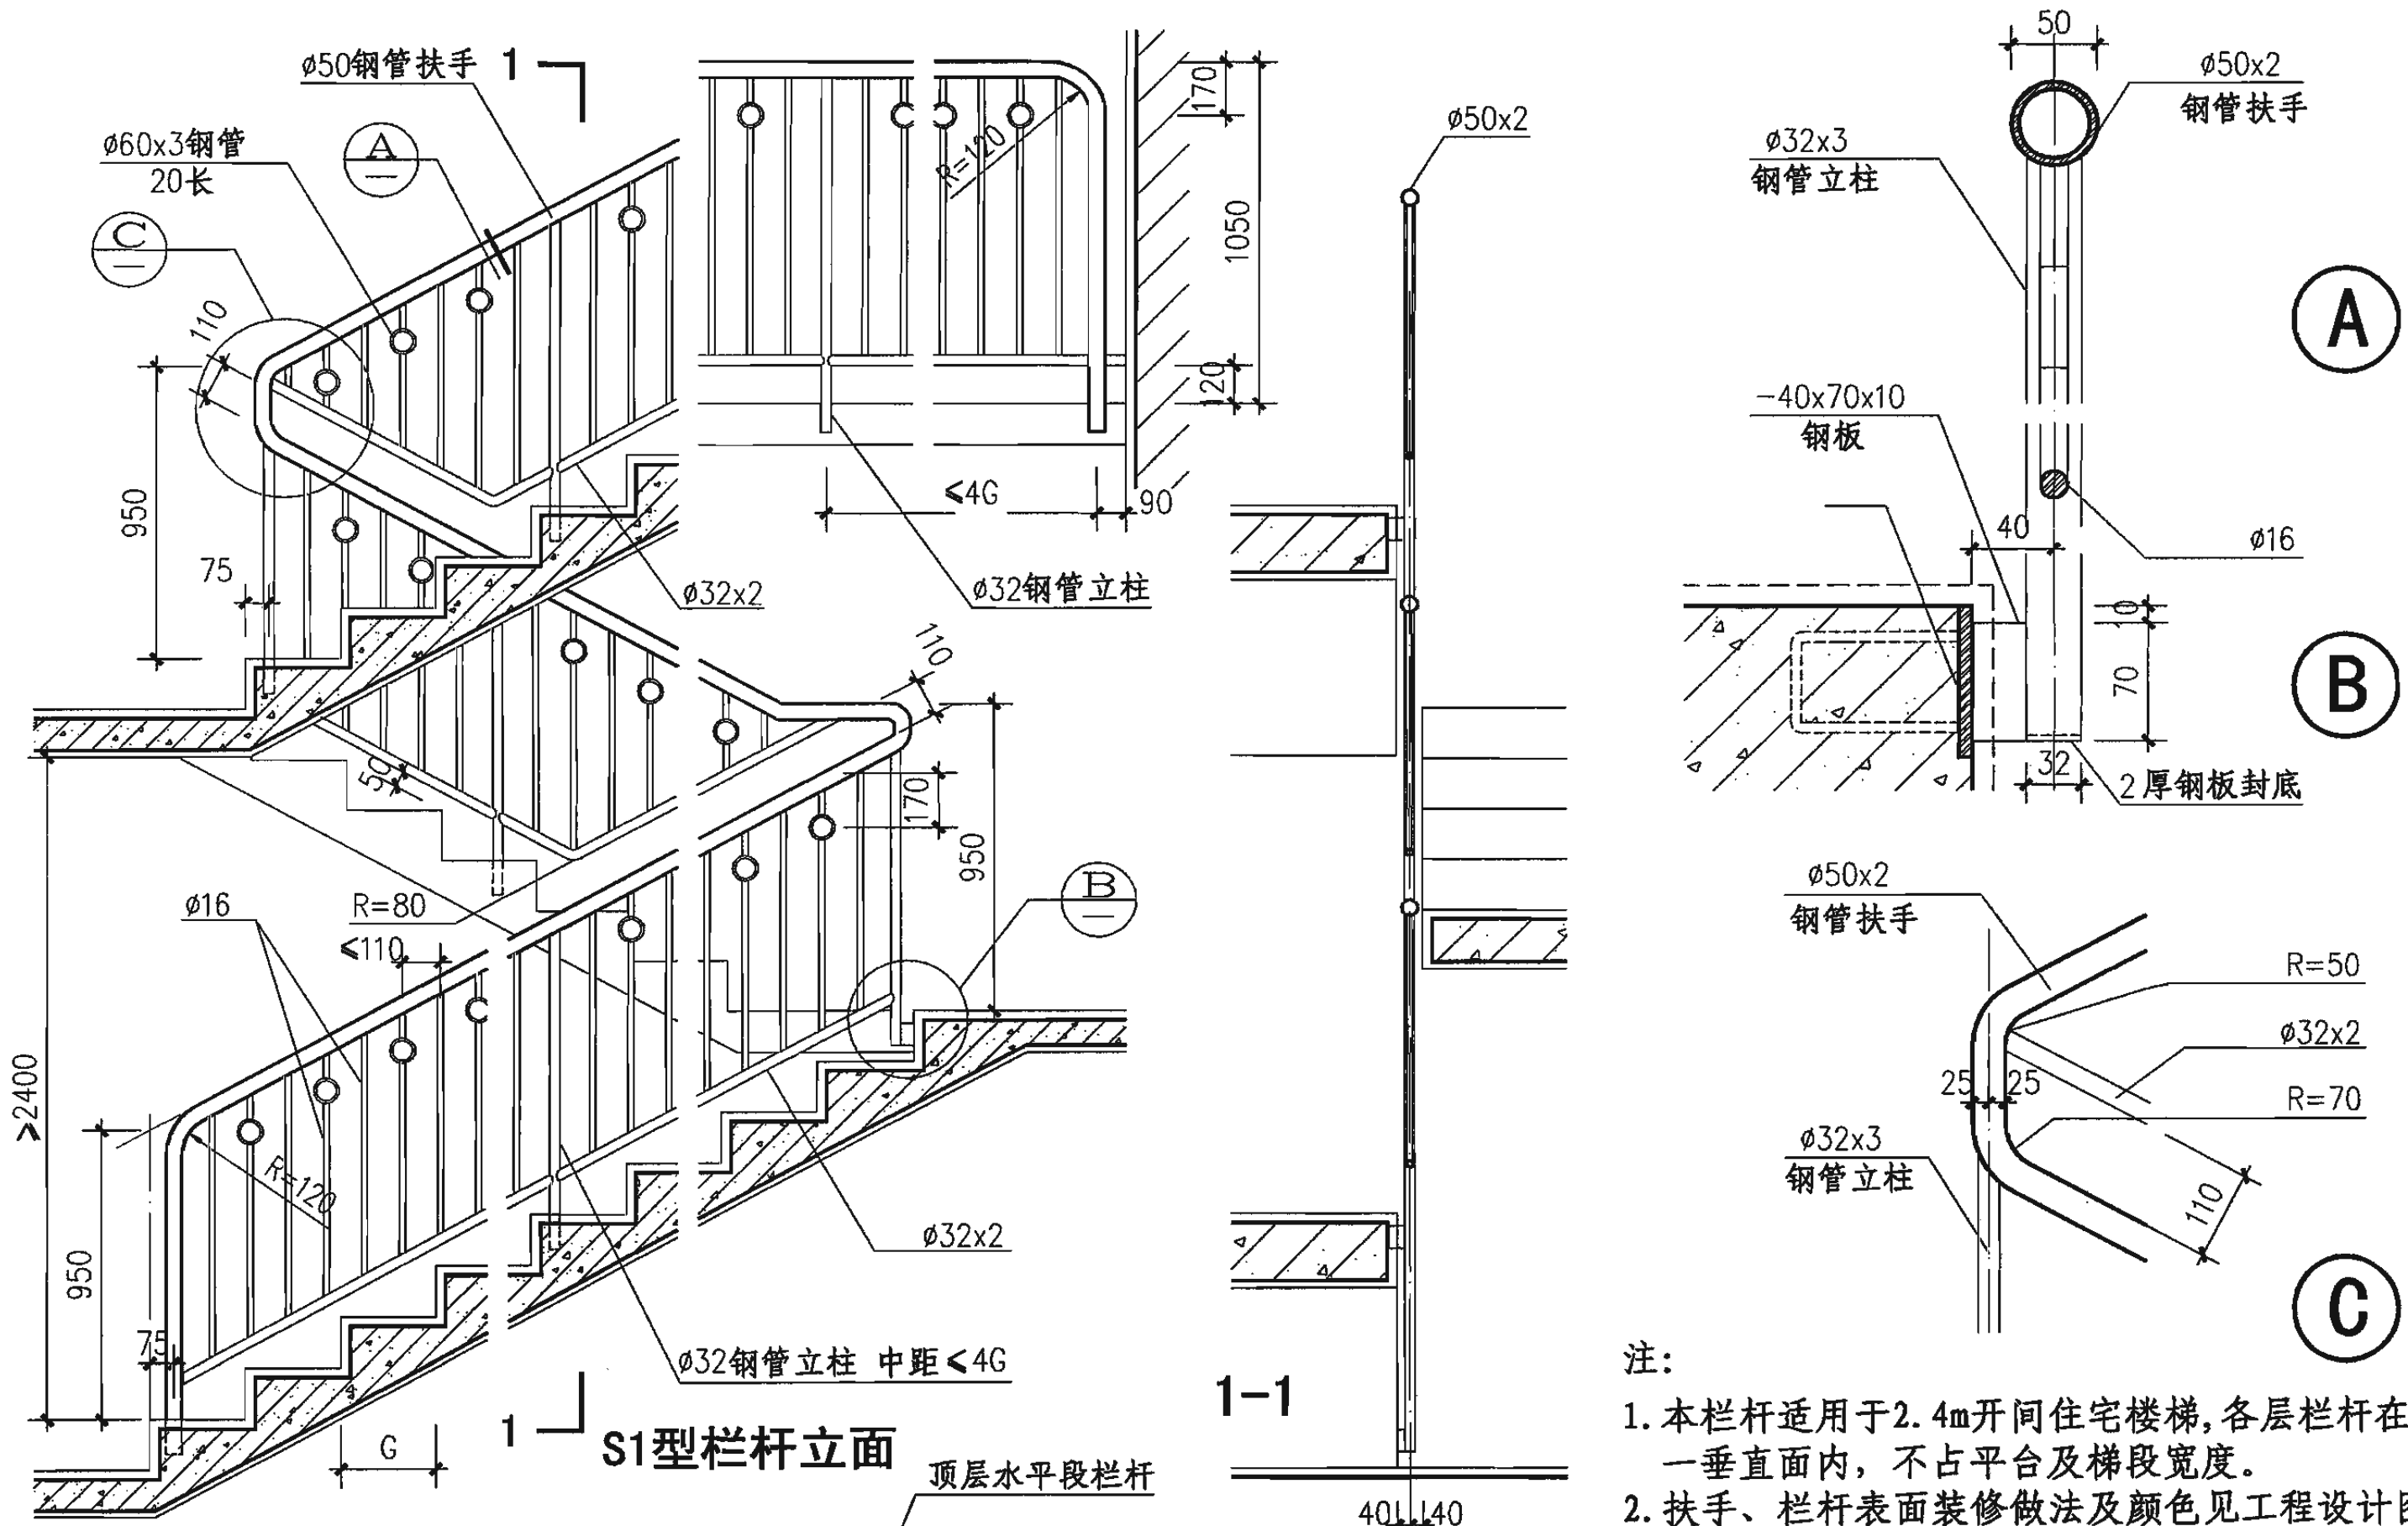 ø50钢管扶手
1
ø60x3钢管
20长
A
C
110
950
75
R=120
170
1050
120
≤4G
90
ø32x2
ø32钢管立柱
110
50
170
950
B
ø16
R=80
≤110
≥2400
R=120
950
75
ø32x2
ø32钢管立柱 中距≤4G
G
1
S1型栏杆立面
顶层水平段栏杆
ø50x2
1-1
40
40
50
ø50x2
钢管扶手
ø32x3
钢管立柱
A
-40x70x10
钢板
40
ø16
10
70
B
32
2厚钢板封底
ø50x2
钢管扶手
R=50
ø32x2
25
25
R=70
ø32x3
钢管立柱
110
C
注:
1. 本栏杆适用于2.4m开间住宅楼梯,各层栏杆在
一垂直面内，不占平台及梯段宽度。
2. 扶手、栏杆表面装修做法及颜色见工程设计